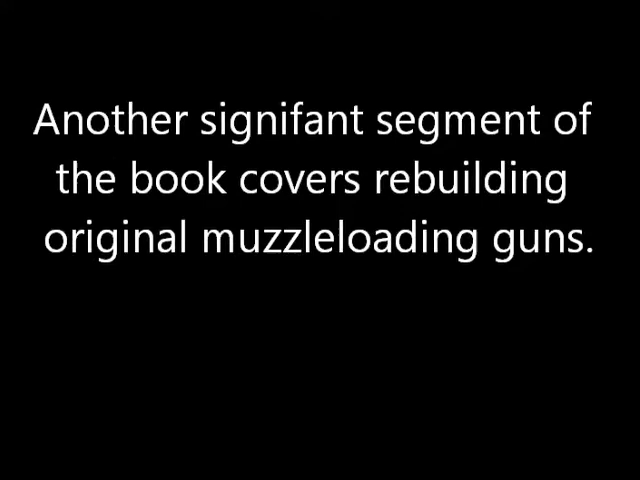 Another signifant segment of
the book covers rebuilding
original muzzleloading guns.